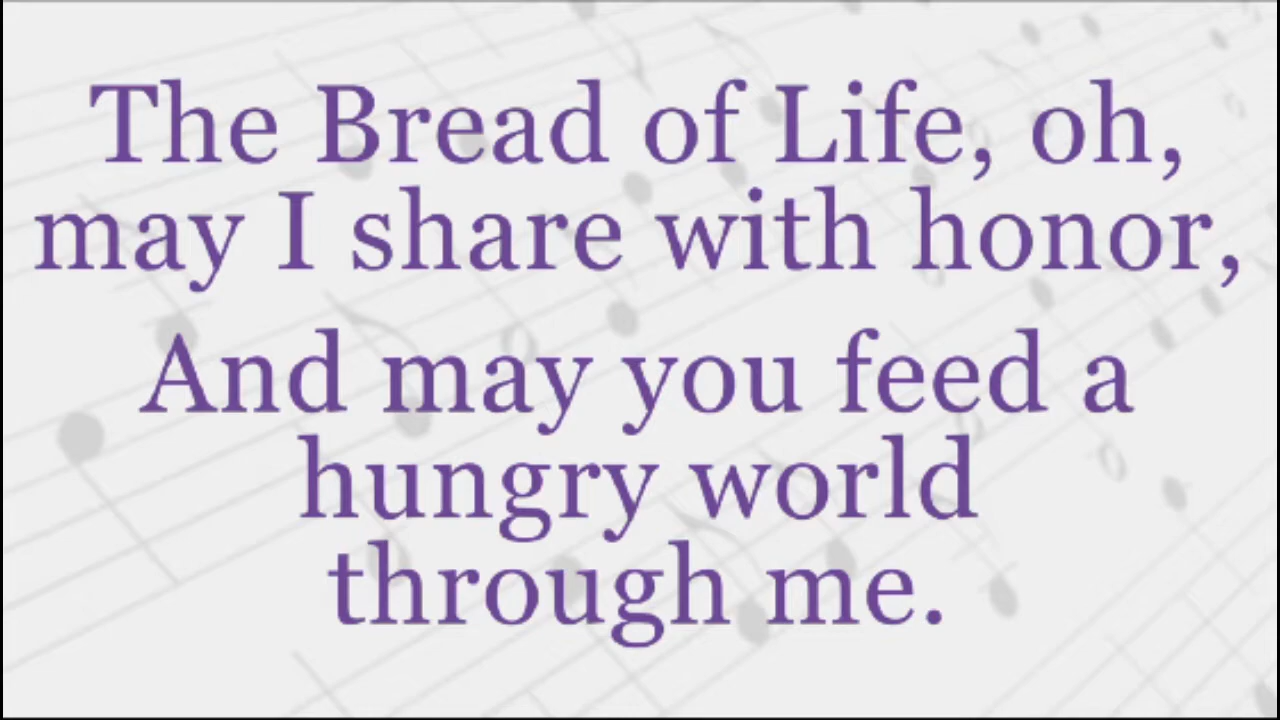 The Bread of Life, oh,
may I share with honor,
And may you feed a
hungry world
through me.